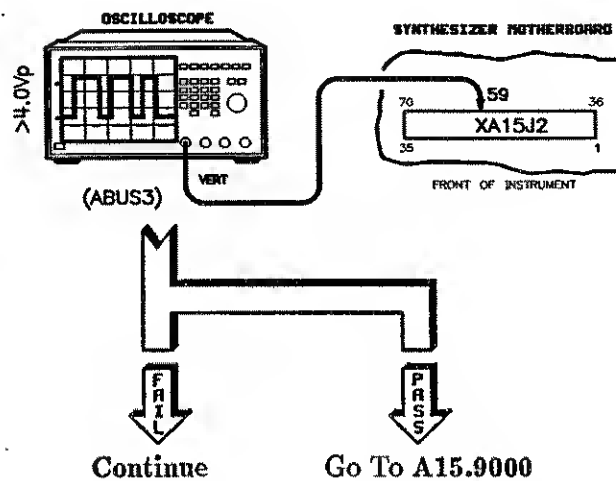 OSCILLOSCOPE
SYNTHESIZER MOTHERBOARD
>4.0Vp
59
70
36
XA15J2
35
1
VERT
FRONT OF INSTRUMENT
(ABUS3)
FAIL
PASS
Continue
Go To A15.9000